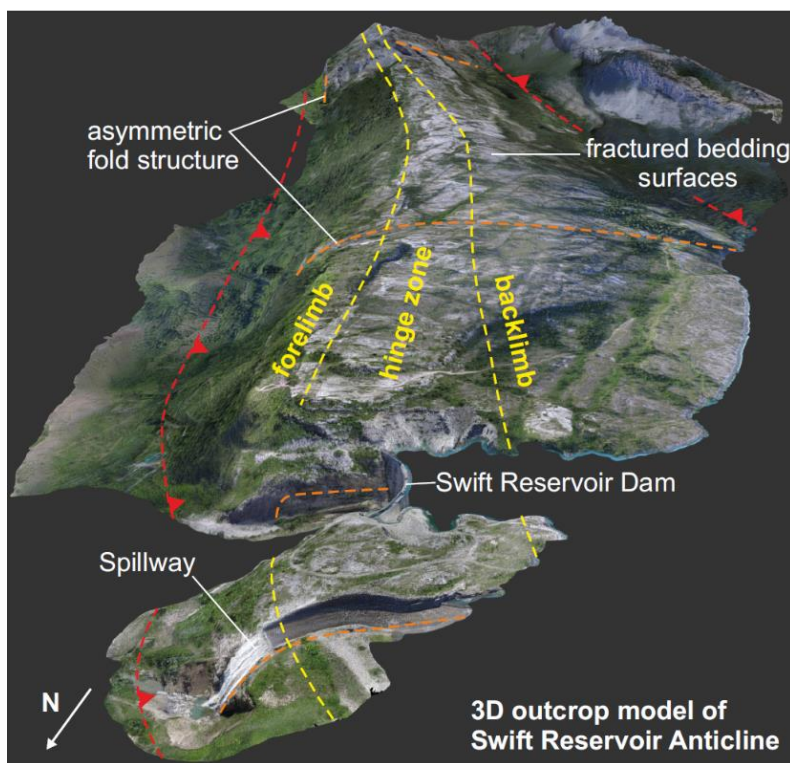 asymmetric
fold structure
fractured bedding
surfaces
forelimb
hinge zone
backlimb
Swift Reservoir Dam
Spillway
N
3D outcrop model of
Swift Reservoir Anticline